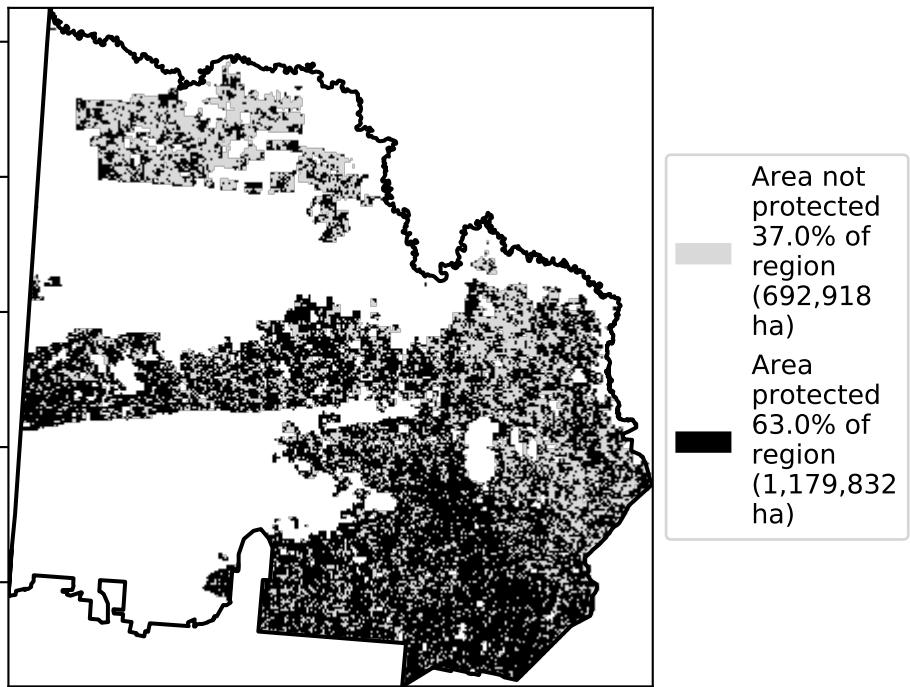 Area not
protected
37.0% of
region
(692,918
ha)
Area
protected
63.0% of
region
(1,179,832
ha)